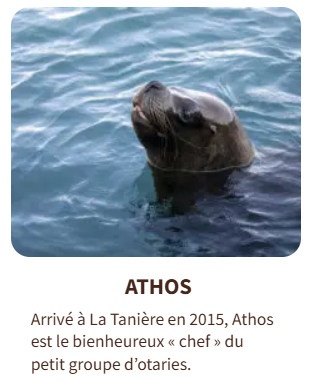 ATHOS
Arrivé à La Tanière en 2015, Athos
est le bienheureux « chef » du
petit groupe d’otaries.